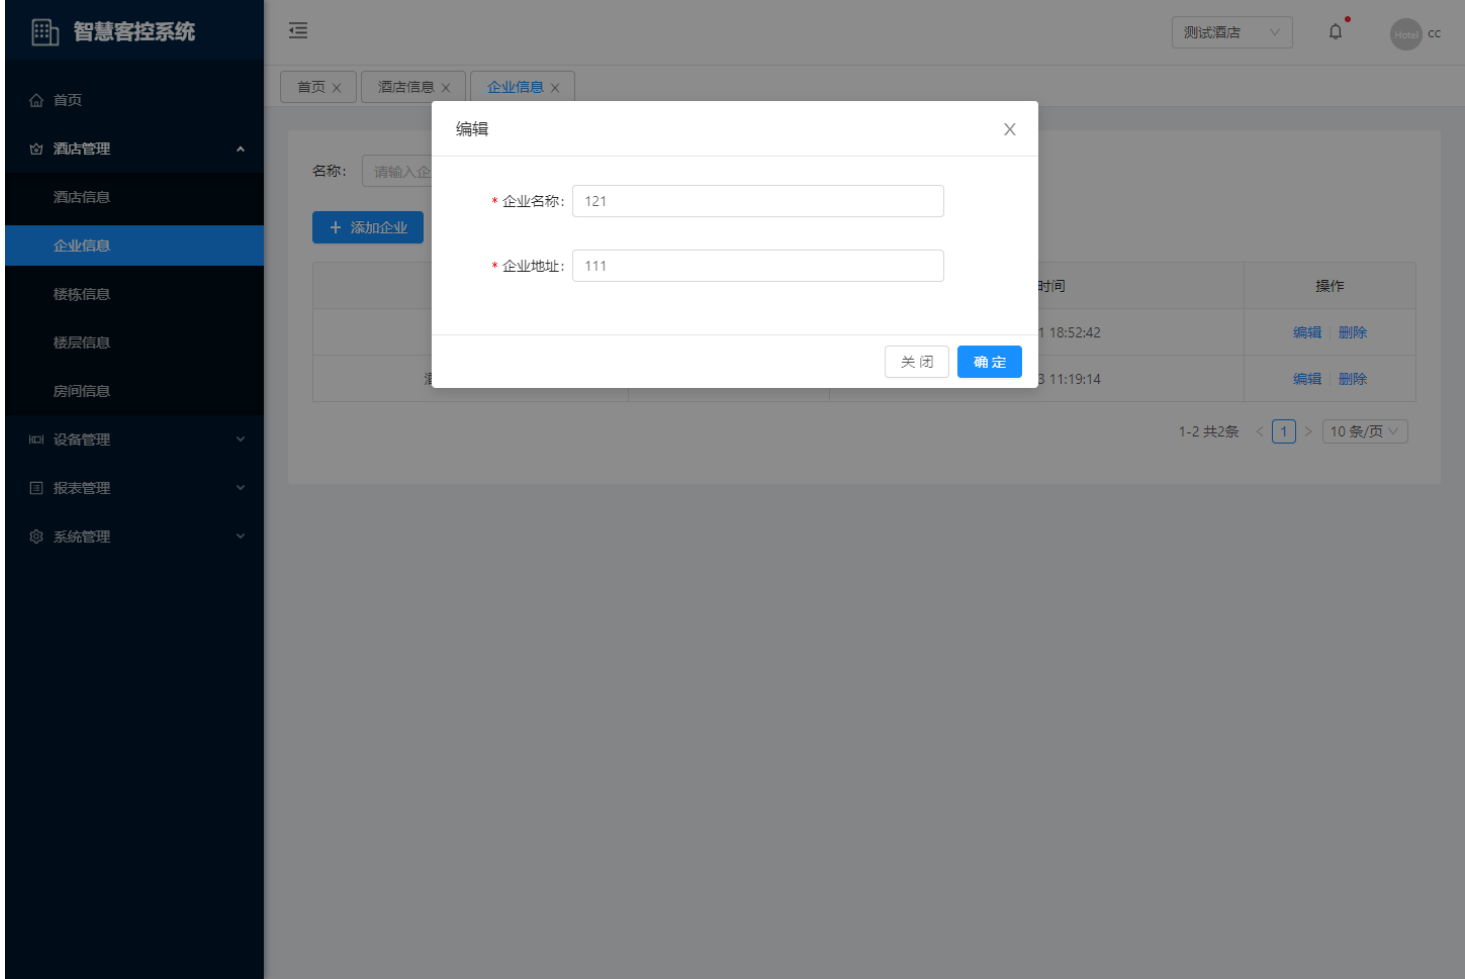 智慧客控系统
测试酒店
Hotel
cc
首页
酒店信息
企业信息
首页
酒店管理
酒店信息
企业信息
楼栋信息
楼层信息
房间信息
设备管理
报表管理
系统管理
名称:
请输入企
添加企业
编辑
* 企业名称: 121
* 企业地址: 111
关 闭
确 定
时间
操作
1 18:52:42
编辑
删除
3 11:19:14
编辑
删除
1-2 共2条
1
10 条/页